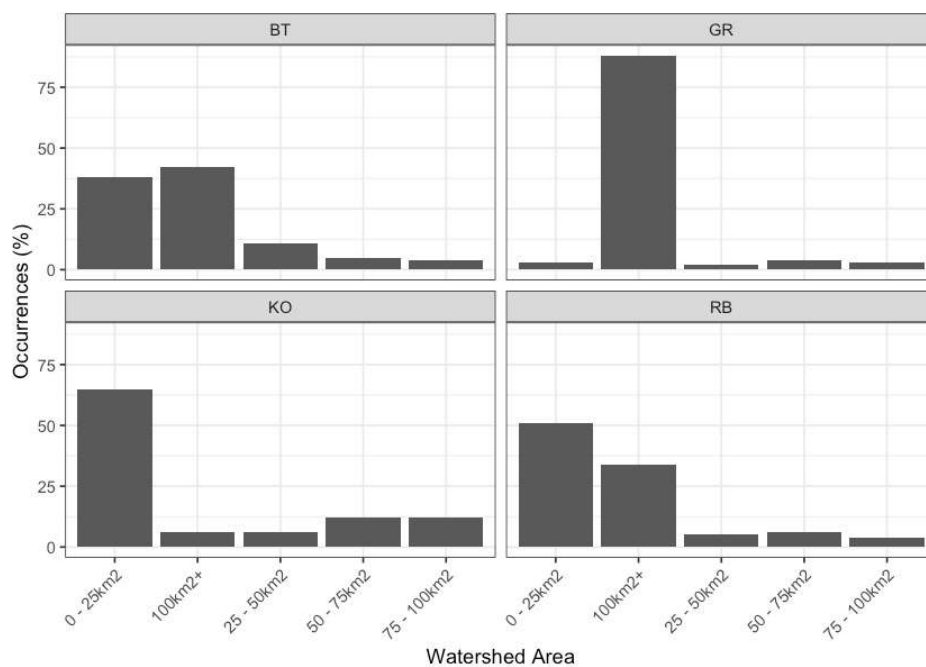 BT
GR
75
50
25
0
KO
RB
75
50
25
0
Occurrences (%)
0 - 25km2
100km2+
25 - 50km2
50 - 75km2
75 - 100km2
0 - 25km2
100km2+
25 - 50km2
50 - 75km2
75 - 100km2
Watershed Area